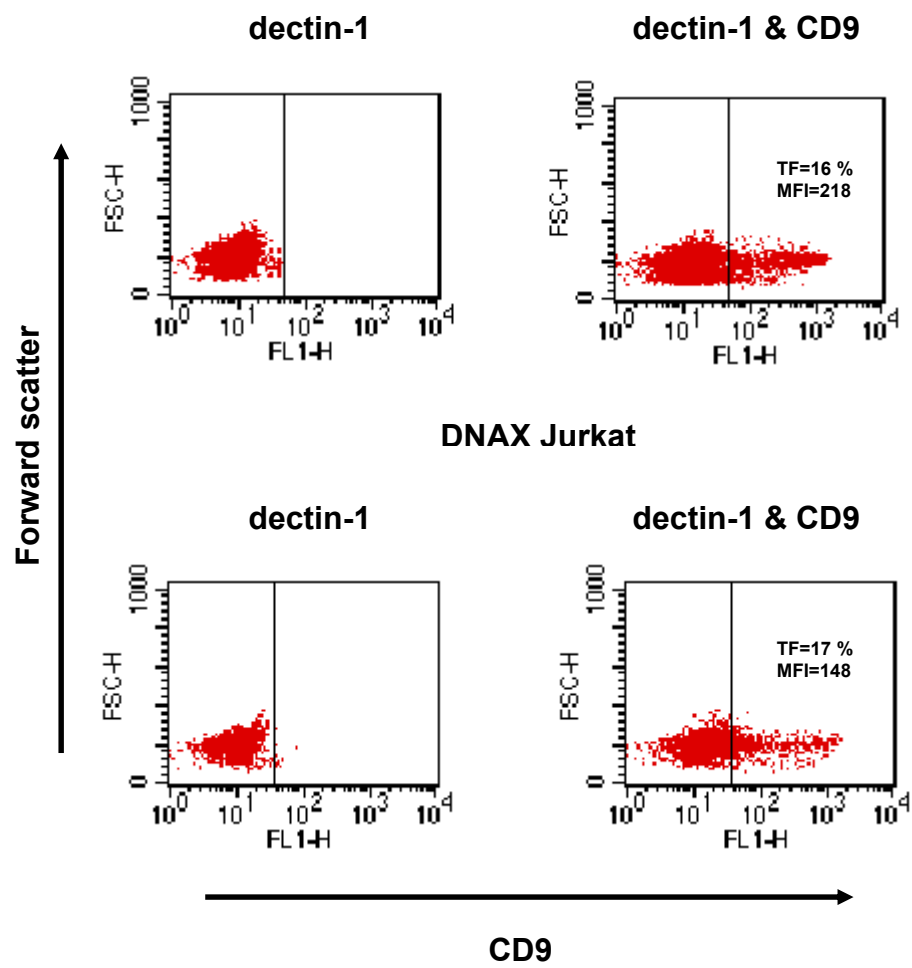 dectin-1
dectin-1 & CD9
1000
FSC-H
0
10^0 10^1 10^2 10^3 10^4
FL1-H
1000
FSC-H
0
TF=16 %
MFI=218
10^0 10^1 10^2 10^3 10^4
FL1-H
Forward scatter
DNAX Jurkat
dectin-1
dectin-1 & CD9
1000
FSC-H
0
10^0 10^1 10^2 10^3 10^4
FL1-H
1000
FSC-H
0
TF=17 %
MFI=148
10^0 10^1 10^2 10^3 10^4
FL1-H
CD9